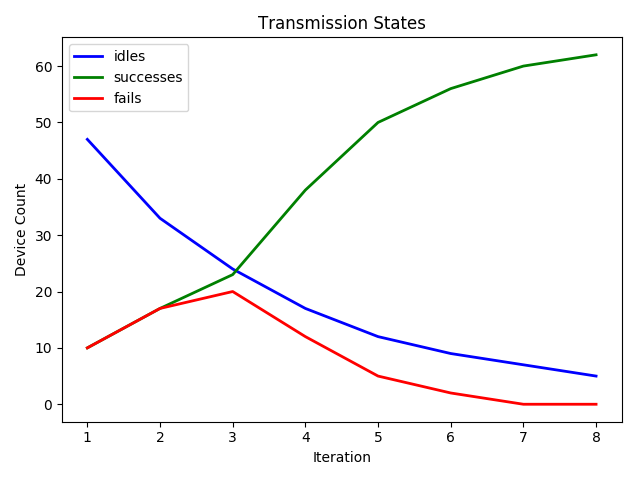 Transmission States
idles
successes
fails
60
50
40
30
20
10
0
Device Count
1 2 3 4 5 6 7 8
Iteration